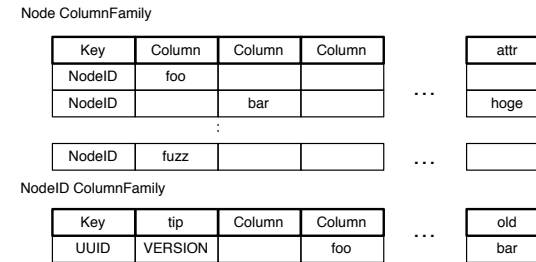 Node ColumnFamily
Key Column Column Column attr
NodeID foo
NodeID bar ... hoge
:
NodeID fuzz ...
NodeID ColumnFamily
Key tip Column Column ... old
UUID VERSION foo bar